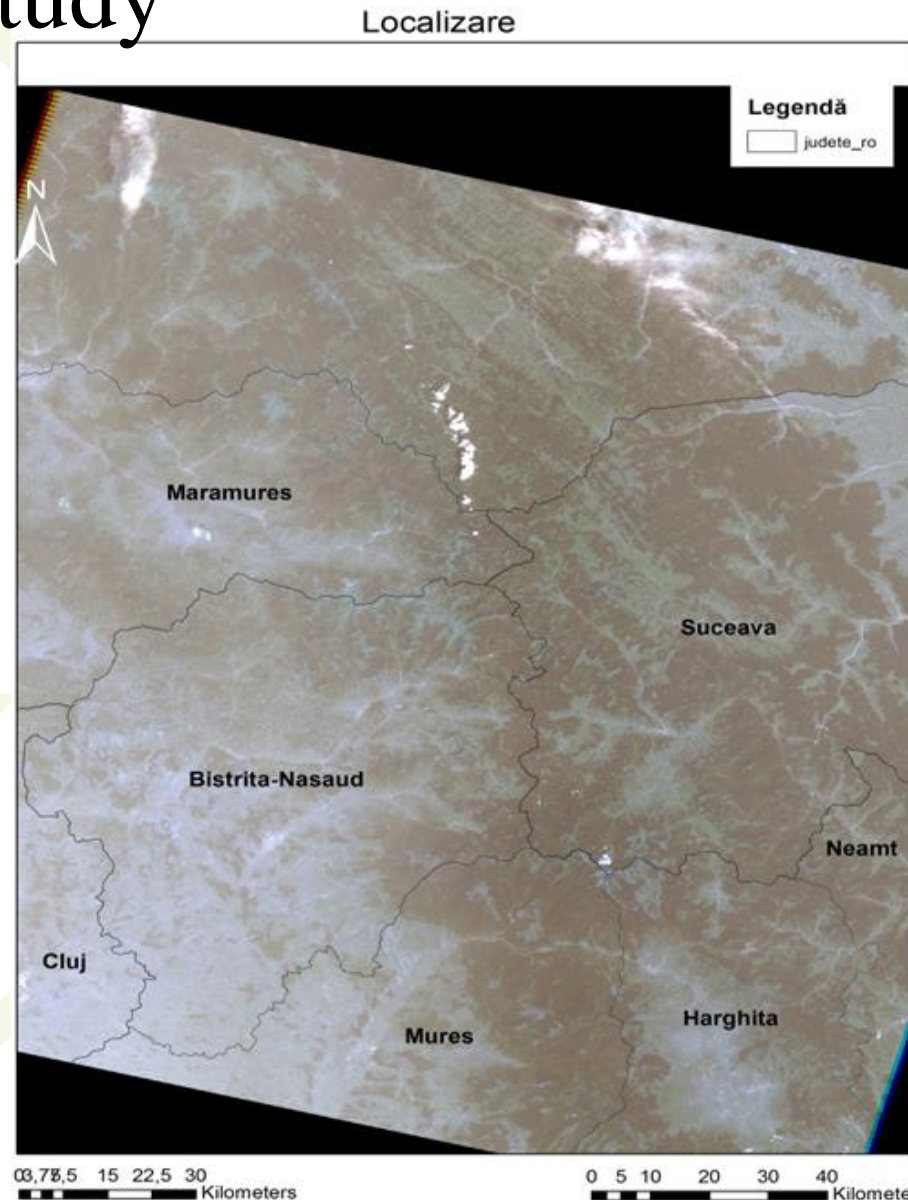 Localizare
Legendă
judete_ro
N
Maramures
Suceava
Bistrita-Nasaud
Neamt
Cluj
Harghita
Mures
15 22,5 30
Kilometers
0 5 10 20 30 40